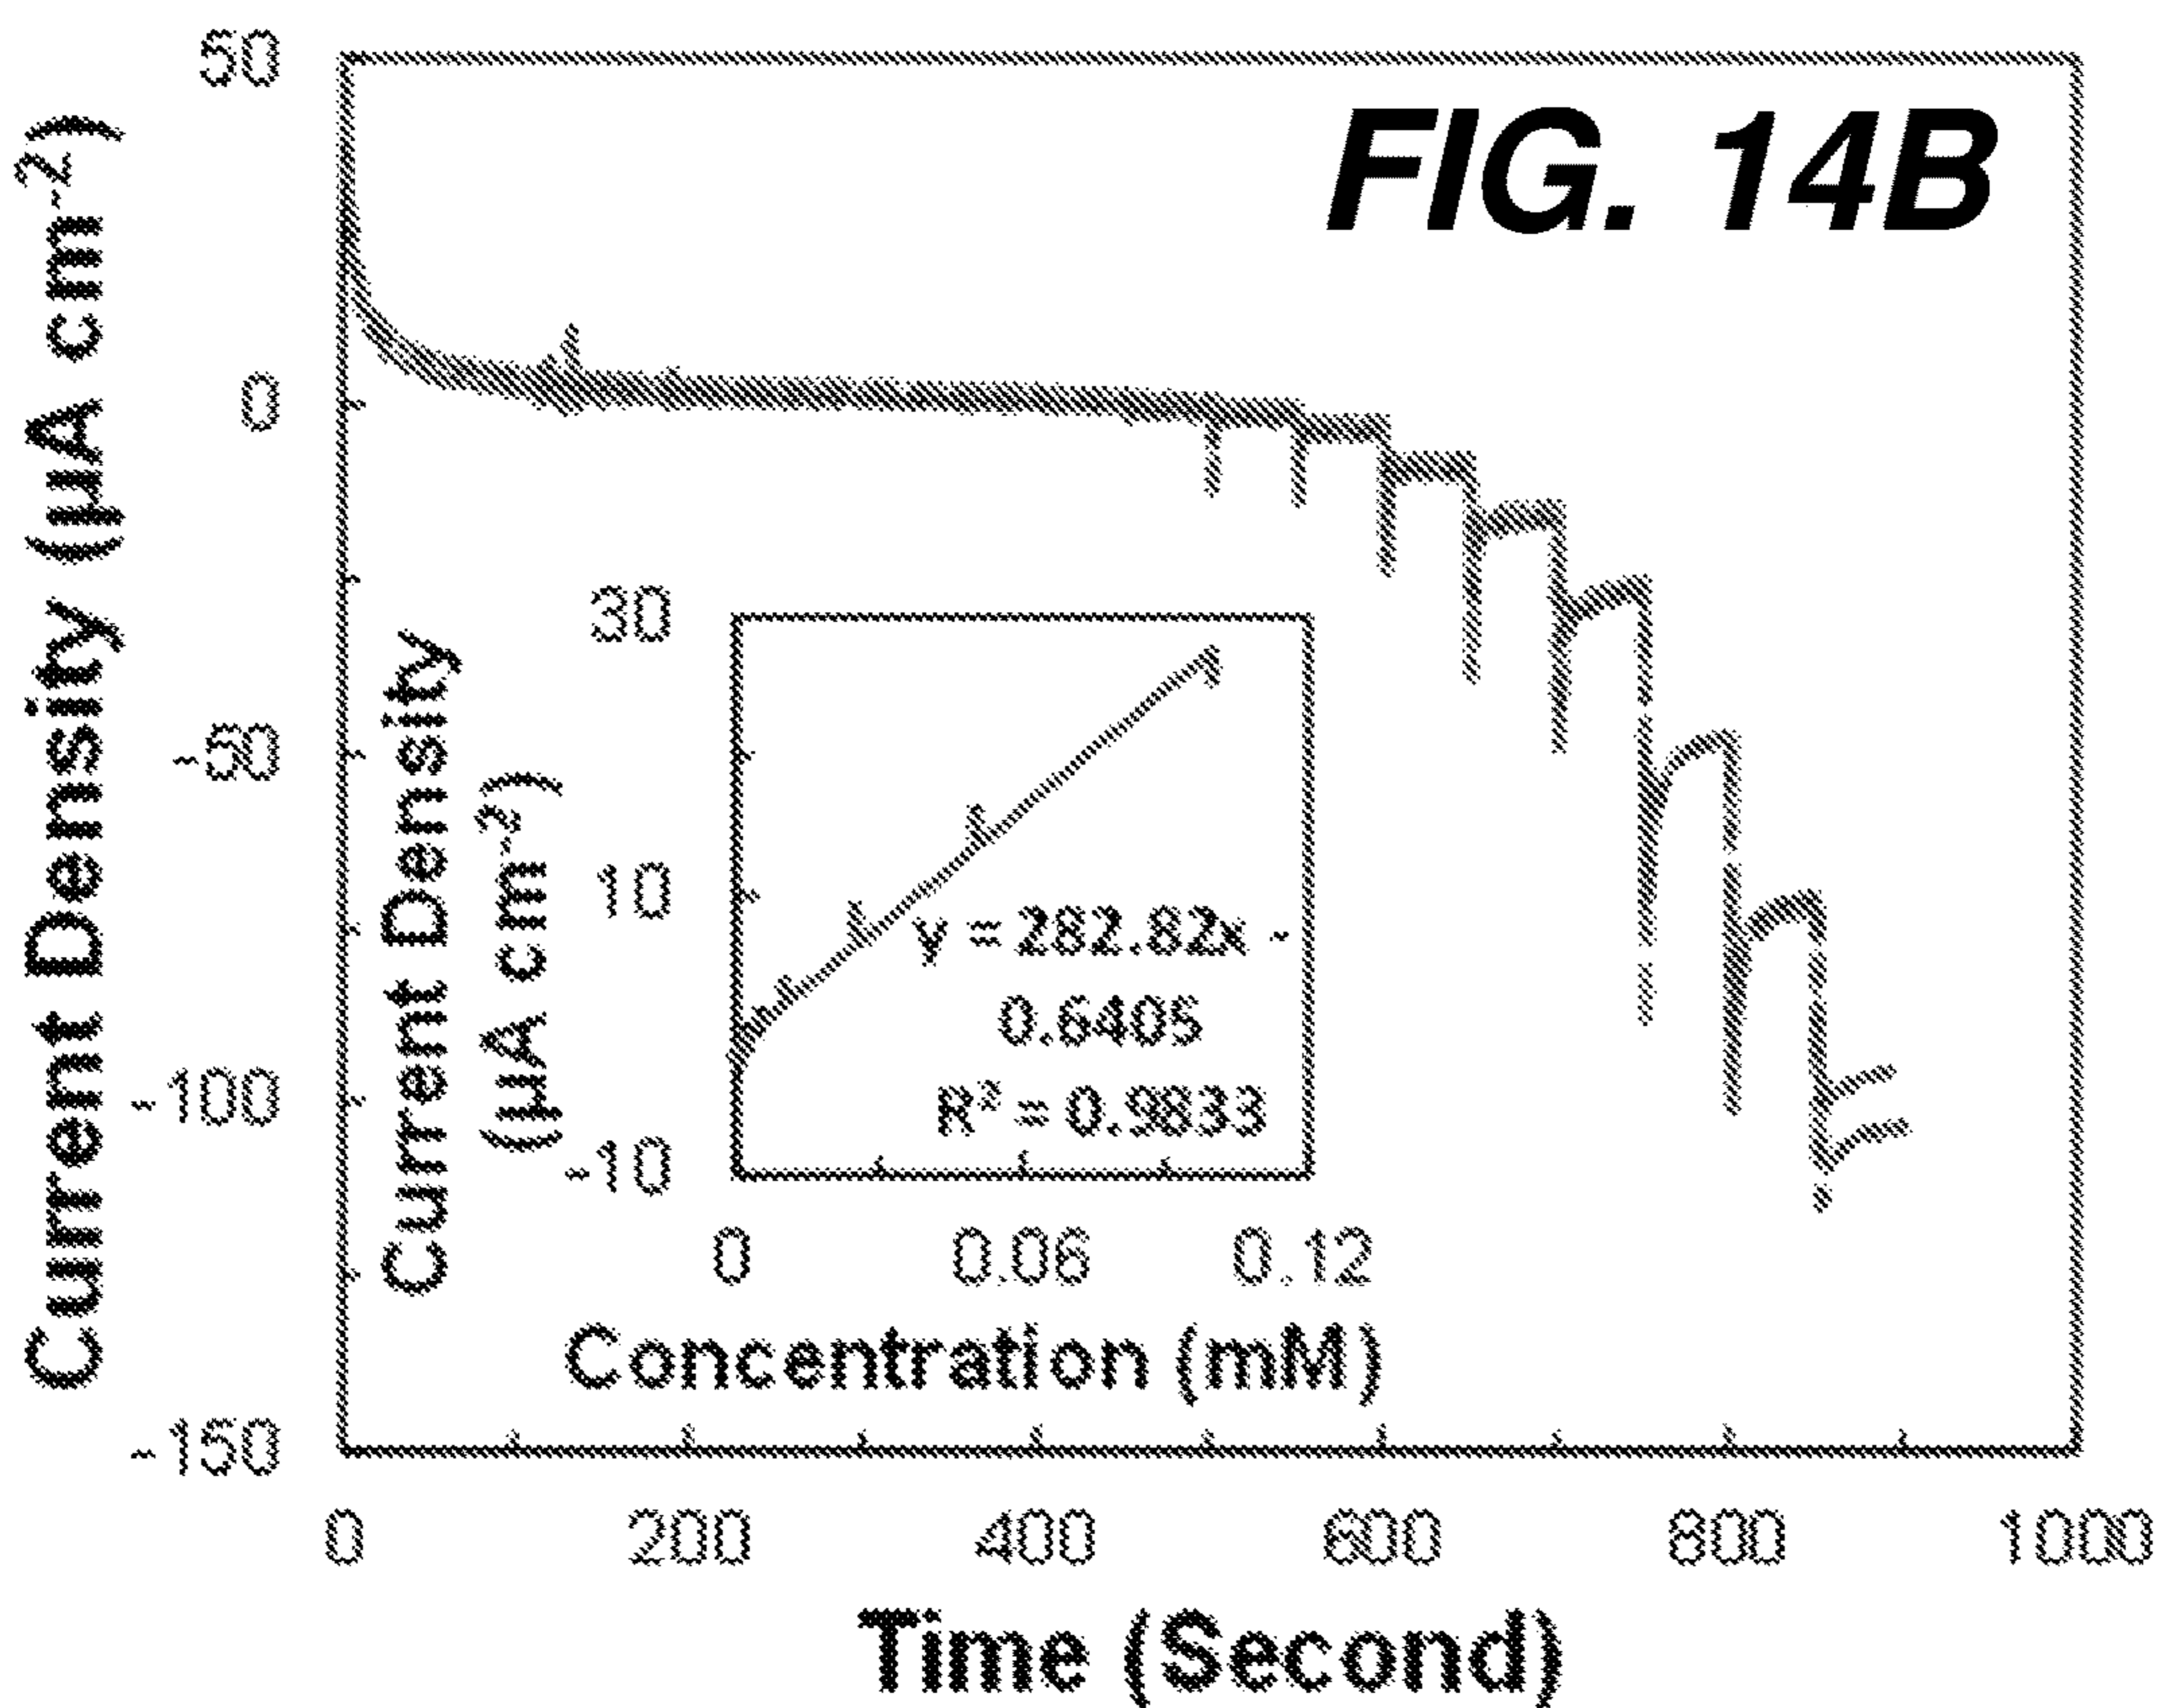 FIG. 14B
Current Density (µA cm⁻²)
50
0
-50
-100
-150
Current Density
(µA cm⁻²)
30
10
-10
y = 282.82x -
0.6405
R² = 0.9833
0 0.06 0.12
Concentration (mM)
0 200 400 600 800 1000
Time (Second)